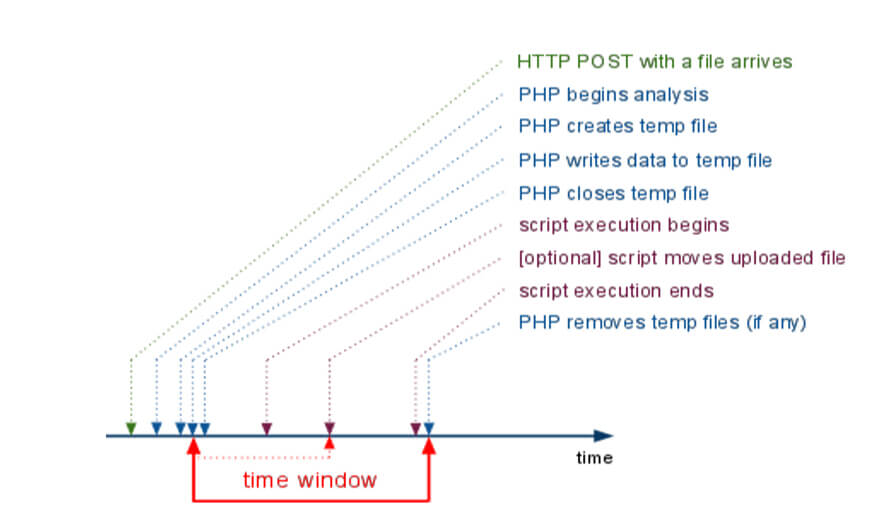 HTTP POST with a file arrives
PHP begins analysis
PHP creates temp file
PHP writes data to temp file
PHP closes temp file
script execution begins
[optional] script moves uploaded file
script execution ends
PHP removes temp files (if any)
time
time window